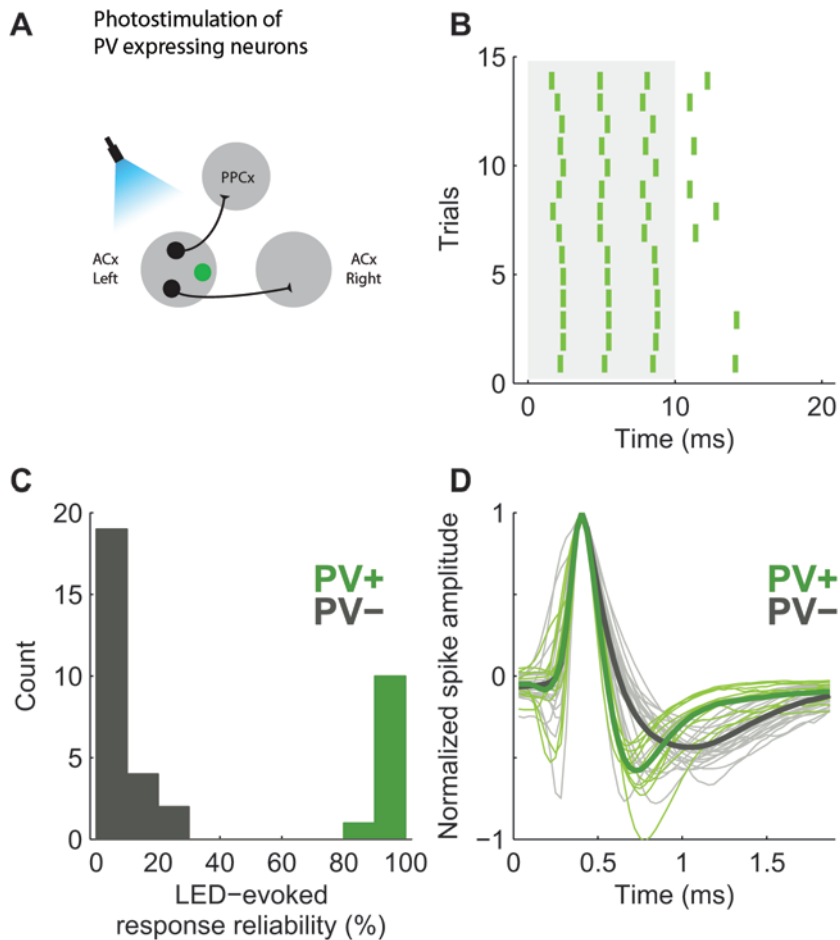 A
Photostimulation of
PV expressing neurons
PPCx
ACx
Left
ACx
Right
B
15
10
5
0
Trials
0
10
20
Time (ms)
C
20
15
10
5
0
Count
PV+
PV−
0
20
40
60
80
100
LED−evoked
response reliability (%)
D
1
0
−1
Normalized spike amplitude
PV+
PV−
0
0.5
1
1.5
Time (ms)